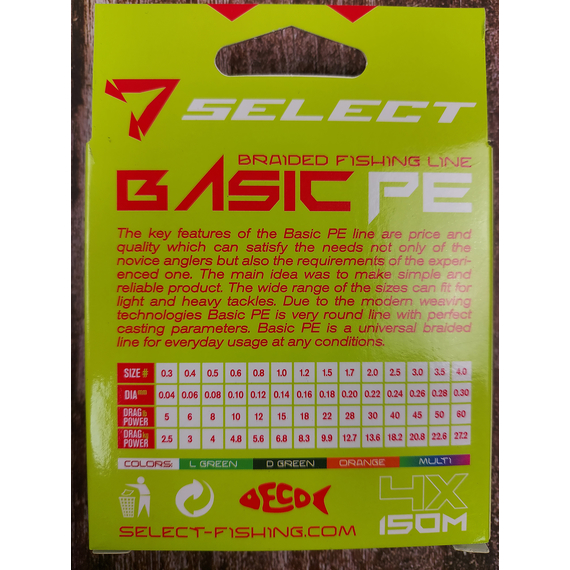 SELECT
BRAIDED FISHING LINE
BASIC PE
The key features of the Basic PE line are price and
quality which can satisfy the needs not only of the
novice anglers but also the requirements of the experi-
enced one. The main idea was to make simple and
reliable product. The wide range of the sizes can fit for
light and heavy tackles. Due to the modern weaving
technologies Basic PE is very round line with perfect
casting parameters. Basic PE is a universal braided
line for everyday usage at any conditions.
SIZE # 0.3 0.4 0.5 0.6 0.8 1.0 1.2 1.5 1.7 2.0 2.5 3.0 3.5 4.0
DIA mm 0.04 0.06 0.08 0.10 0.12 0.14 0.16 0.18 0.20 0.22 0.24 0.26 0.28 0.30
DRAG lb POWER 5 6 8 10 12 15 18 22 28 30 40 45 50 60
DRAG kg POWER 2.5 3 4 4.8 5.6 6.8 8.3 9.9 12.7 13.6 18.2 20.8 22.6 27.2
COLORS: L GREEN D GREEN ORANGE MULTI
ECO
4X
SELECT-FISHING.COM 150M